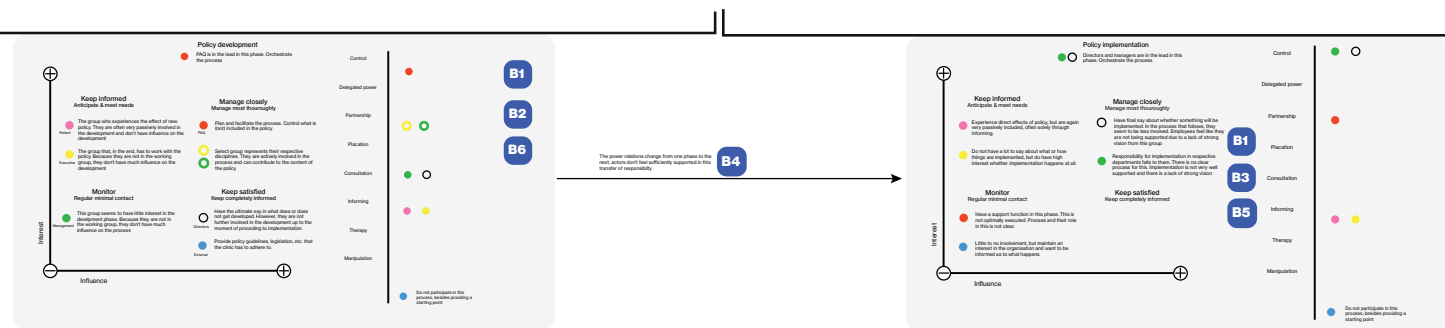 Policy development
PAQ is in the lead in this phase. Orchestrate
the process
Keep informed
Anticipate & meet needs
The group who experiences the effect of new
policy. They are often very passively involved in
the development and don't have influence on the
development
Patient
The group that, in the end, has to work with the
policy. Because they are not in the working
group, they don't have much influence on the
development
Executive
Manage closely
Manage most thouroughly
Plan and facilitate the process. Control what is
(not) included in the policy
PAQ
Select group represents their respective
disciplines. They are actively involved in the
process and can contribute to the content of
the policy
Monitor
Regular minimal contact
This group seems to have little interest in the
devlopment phase. Because they are not in
the working group, they don't have much
influence on the process
Management
Keep satisfied
Keep completely informed
Have the ultimate say in what does or does
not get developed. However, they are not
further involved in the development up to the
moment of proceding to implementation
Directors
Provide policy guidelines, legislation, etc. that
the clinic has to adhere to.
External
Interest
Influence
Control
Delegated power
Partnership
Placation
Consultation
Informing
Therapy
Manipulation
Do not participate in this
process, besides providing a
starting point
B1
B2
B6
The power relations change from one phase to the
next, actors don't feel sufficiently supported in this
transfer of responsibility
B4
Policy implementation
Directors and managers are in the lead in this
phase. Orchestrate the process.
Keep informed
Anticipate & meet needs
Experience direct effects of policy, but are again
very passively included, often solely through
informing.
Do not have a lot to say about what or how
things are implemented, but do have high
interest whether implementation happens at all.
Manage closely
Manage most thouroughly
Have final say about whether something will be
implemented. In the process that follows, they
seem to be less involved. Employees feel like they
are not being supported due to a lack of strong
vision from this group
Responsibility for implementation in respective
departments falls to them. There is no clear
process for this. Implementation is not very well
supported and there is a lack of strong vision
Monitor
Regular minimal contact
Have a support function in this phase. This is
not optimally executed. Process and their role
in this is not clear.
Little to no involvement, but maintain an
interest in the organisation and want to be
informed as to what happens
Keep satisfied
Keep completely informed
Interest
Influence
B1
B3
B5
Control
Delegated power
Partnership
Placation
Consultation
Informing
Therapy
Manipulation
Do not participate in this
process, besides providing a
starting point